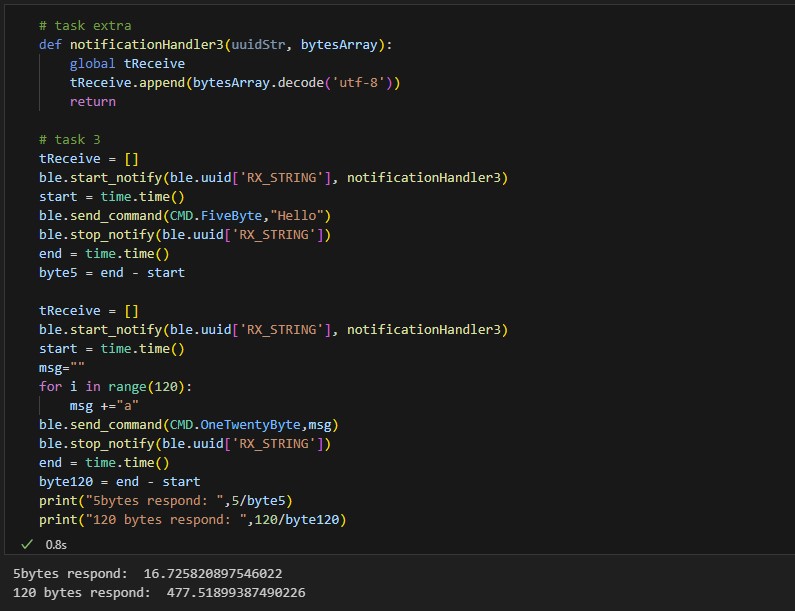 # task extra
def notificationHandler3(uuidStr, bytesArray):
    global tReceive
    tReceive.append(bytesArray.decode('utf-8'))
    return

# task 3
tReceive = []
ble.start_notify(ble.uuid['RX_STRING'], notificationHandler3)
start = time.time()
ble.send_command(CMD.FiveByte,"Hello")
ble.stop_notify(ble.uuid['RX_STRING'])
end = time.time()
byte5 = end - start

tReceive = []
ble.start_notify(ble.uuid['RX_STRING'], notificationHandler3)
start = time.time()
msg=""
for i in range(120):
    msg +="a"
ble.send_command(CMD.OneTwentyByte,msg)
ble.stop_notify(ble.uuid['RX_STRING'])
end = time.time()
byte120 = end - start
print("5bytes respond: ",5/byte5)
print("120 bytes respond: ",120/byte120)
✓ 0.8s
5bytes respond:  16.725820897546022
120 bytes respond:  477.51899387490226